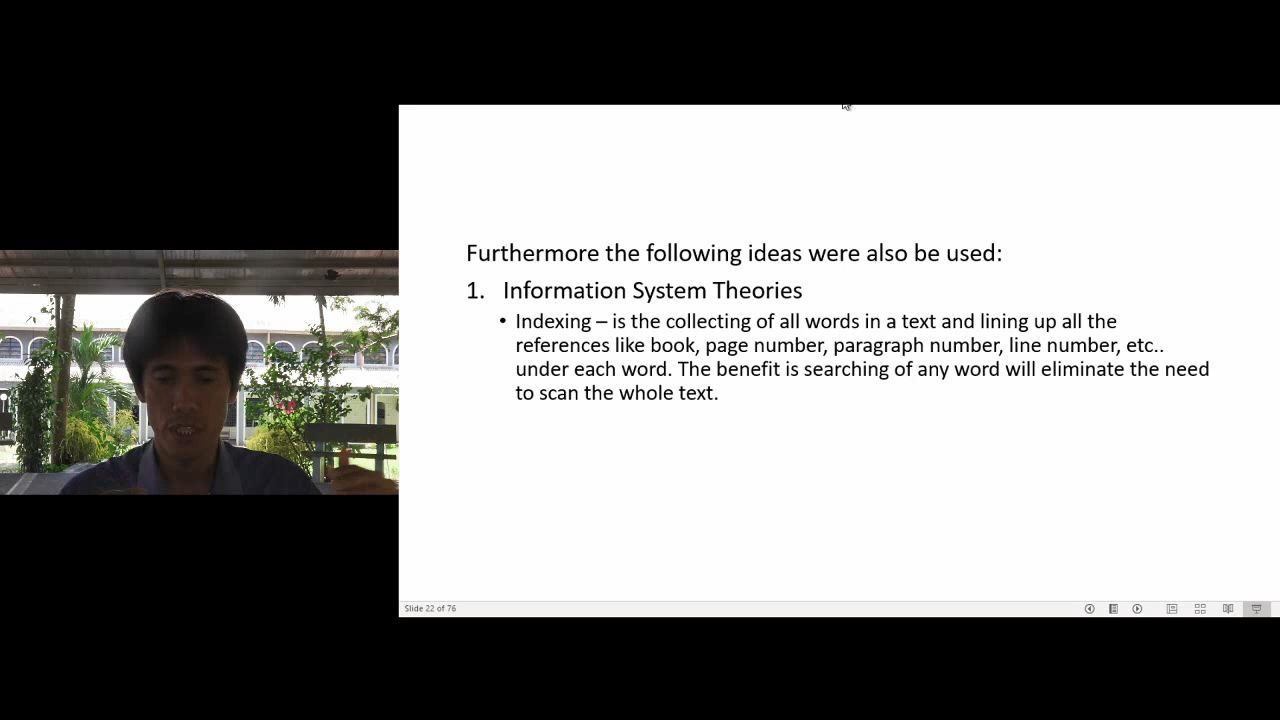 Furthermore the following ideas were also be used:
1. Information System Theories
• Indexing – is the collecting of all words in a text and lining up all the
references like book, page number, paragraph number, line number, etc..
under each word. The benefit is searching of any word will eliminate the need
to scan the whole text.
Slide 22 of 76